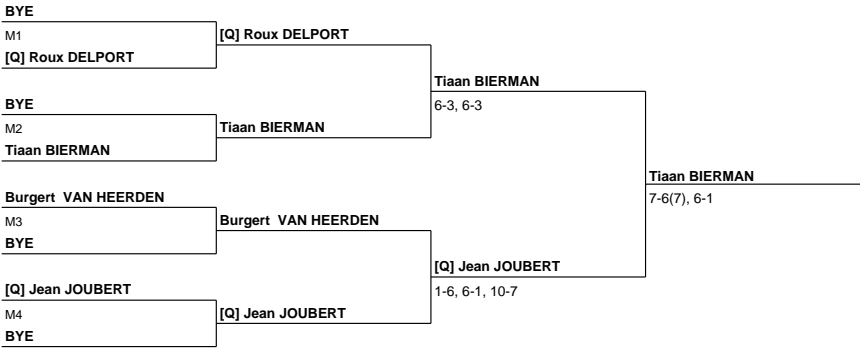 BYE
M1
[Q] Roux DELPORT
BYE
M2
Tiaan BIERMAN
Burgert  VAN HEERDEN
M3
BYE
[Q] Jean JOUBERT
M4
BYE
[Q] Roux DELPORT
Tiaan BIERMAN
Burgert  VAN HEERDEN
[Q] Jean JOUBERT
Tiaan BIERMAN
6-3, 6-3
[Q] Jean JOUBERT
1-6, 6-1, 10-7
Tiaan BIERMAN
7-6(7), 6-1